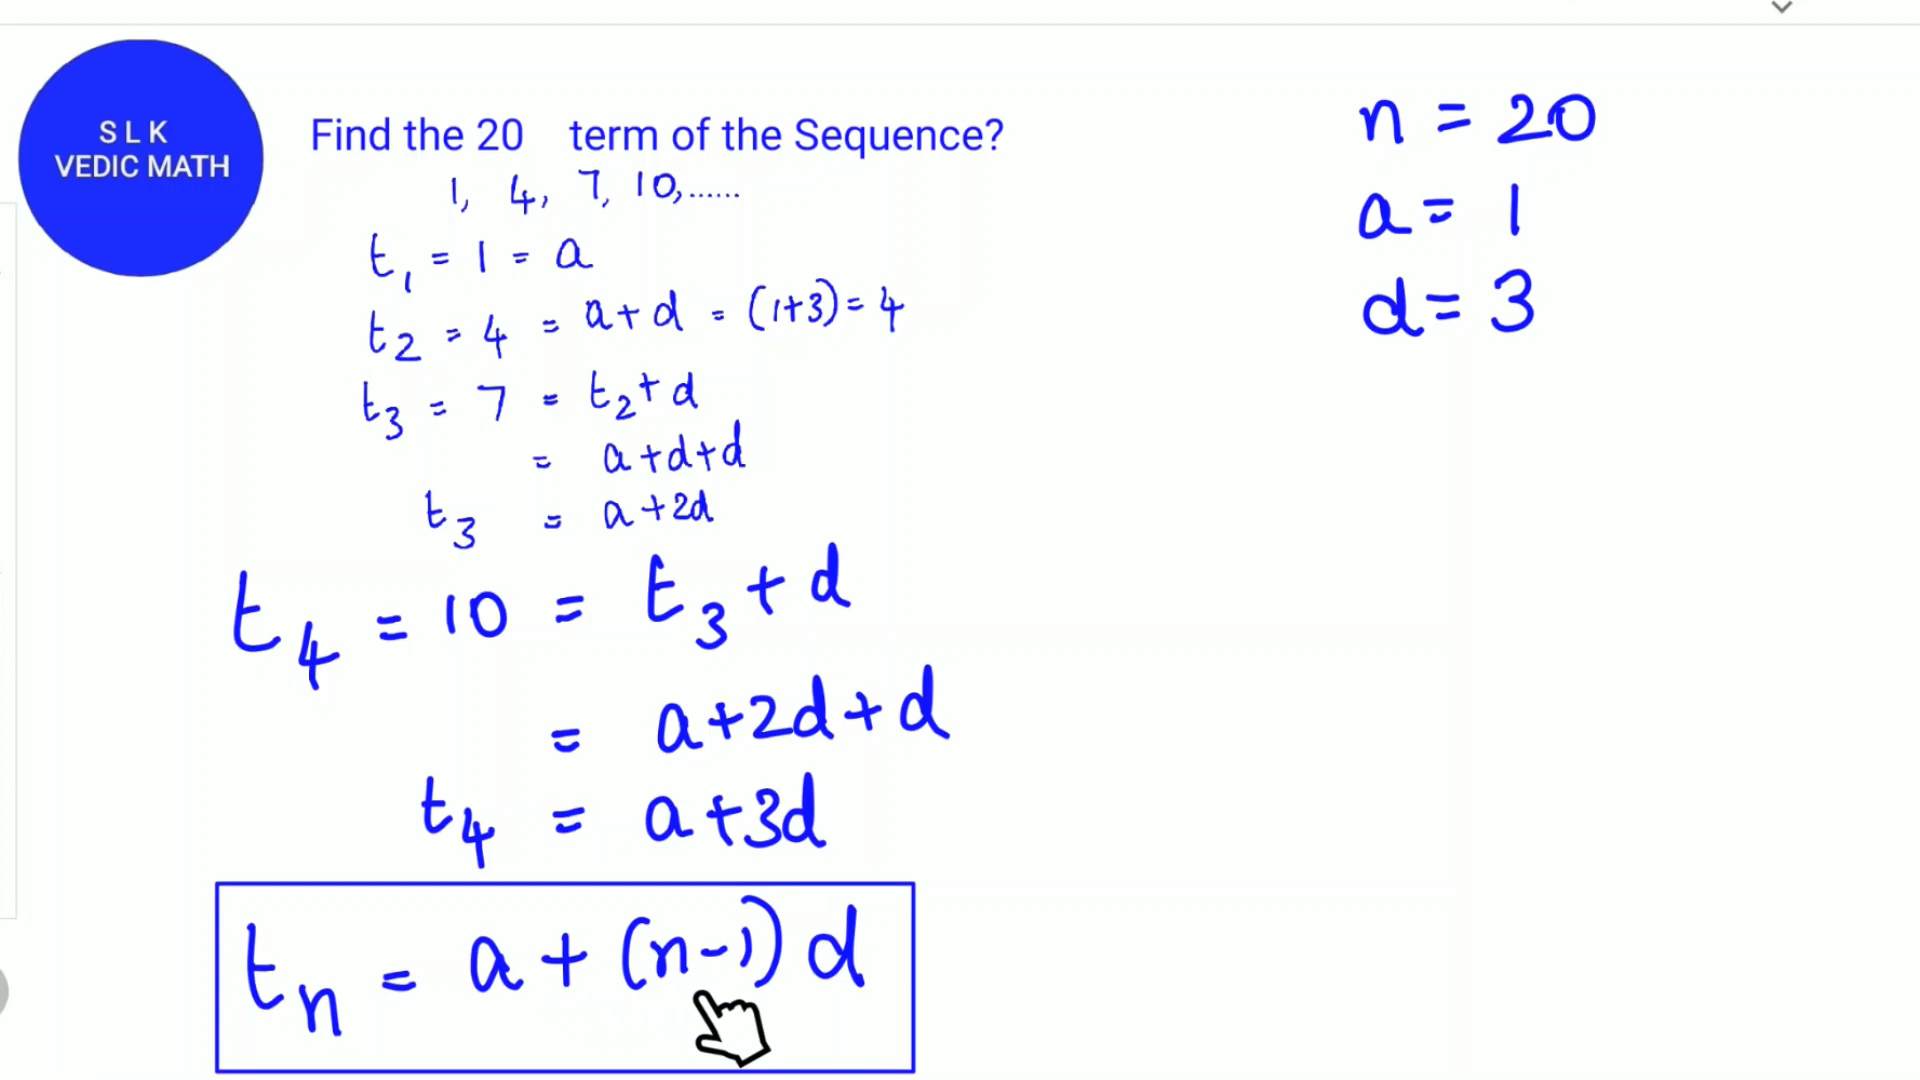 S L K
VEDIC MATH
Find the 20 term of the Sequence?
1, 4, 7, 10,......
t₁ = 1 = a
t₂ = 4 = a+d = (1+3) = 4
t₃ = 7 = t₂+d
= a+d+d
t₃ = a+2d
t₄ = 10 = t₃+d
= a+2d+d
t₄ = a+3d
tₙ = a+(n-1)d
n = 20
a = 1
d = 3